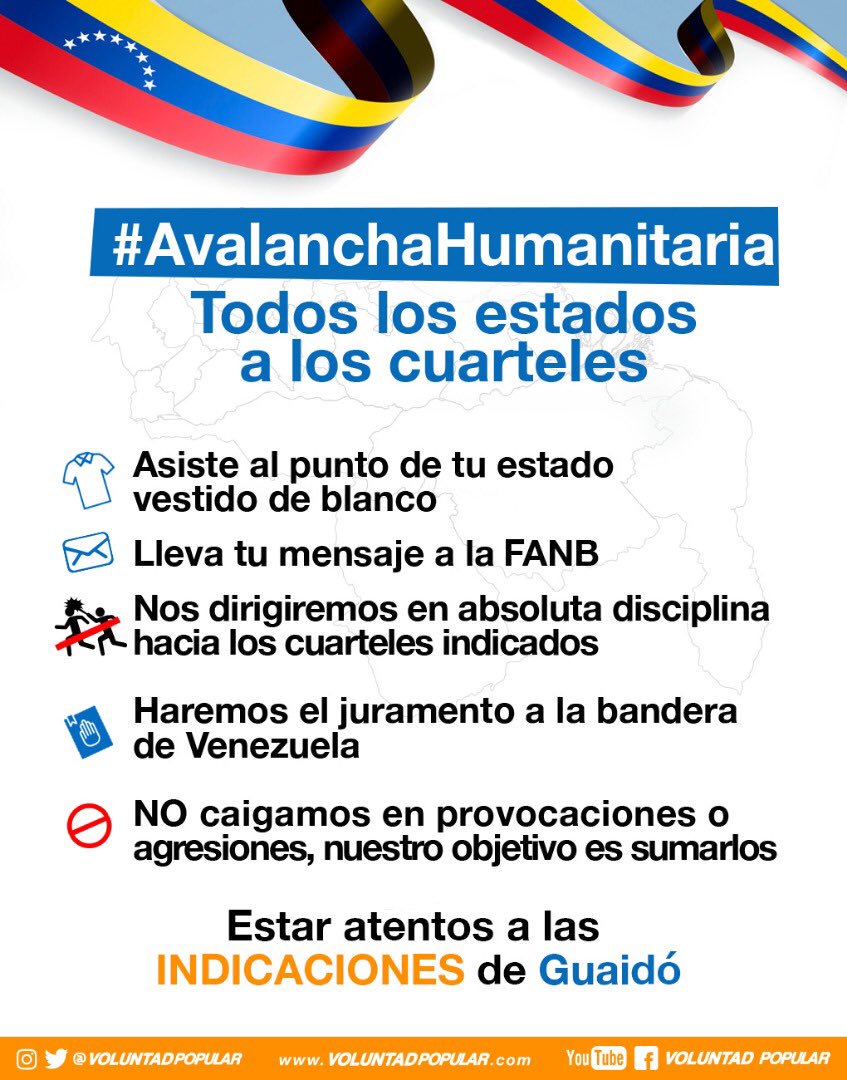 #AvalanchaHumanitaria
Todos los estados
a los cuarteles
Asiste al punto de tu estado
vestido de blanco
Lleva tu mensaje a la FANB
Nos dirigiremos en absoluta disciplina
hacia los cuarteles indicados
Haremos el juramento a la bandera
de Venezuela
NO caigamos en provocaciones o
agresiones, nuestro objetivo es sumarlos
Estar atentos a las
INDICACIONES de Guaidó
@VOLUNTADPOPULAR www.VOLUNTADPOPULAR.com YouTube VOLUNTAD POPULAR